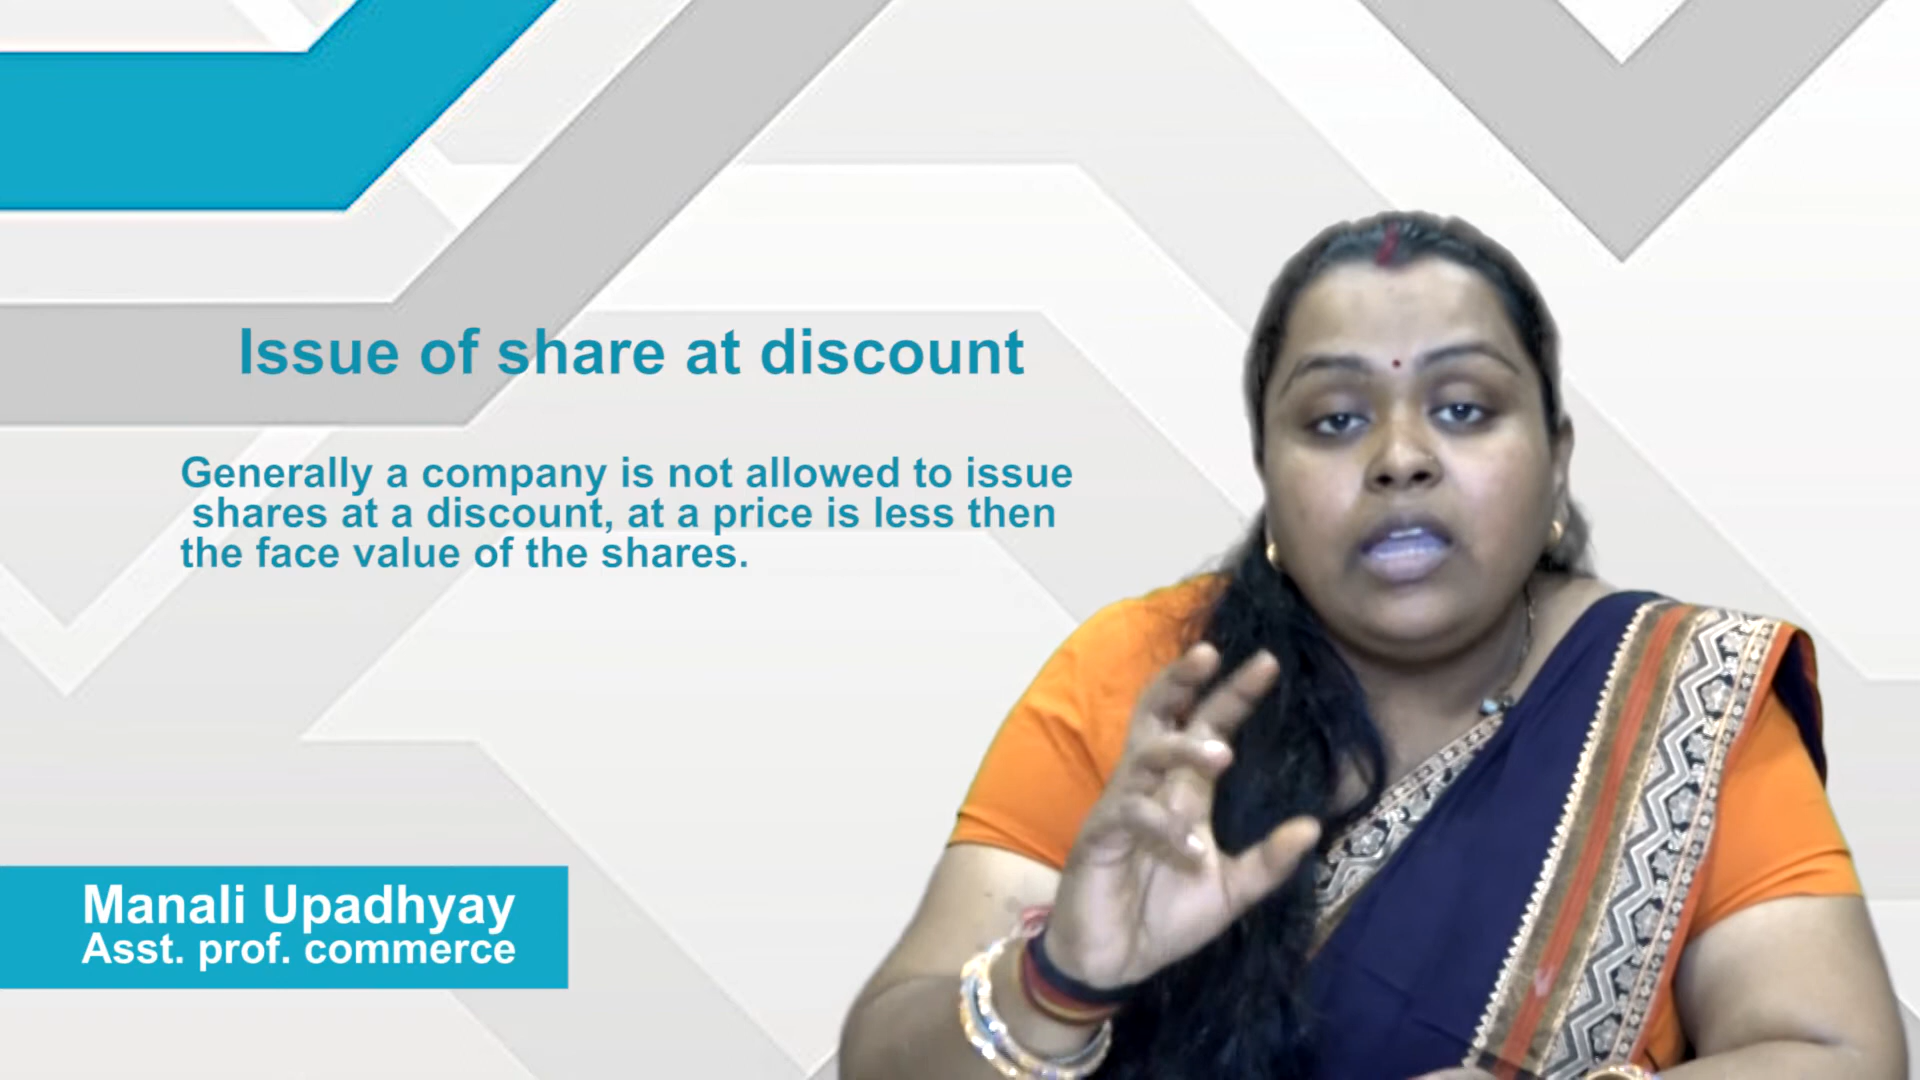 Issue of share at discount
Generally a company is not allowed to issue
shares at a discount, at a price is less then
the face value of the shares.
Manali Upadhyay
Asst. prof. commerce